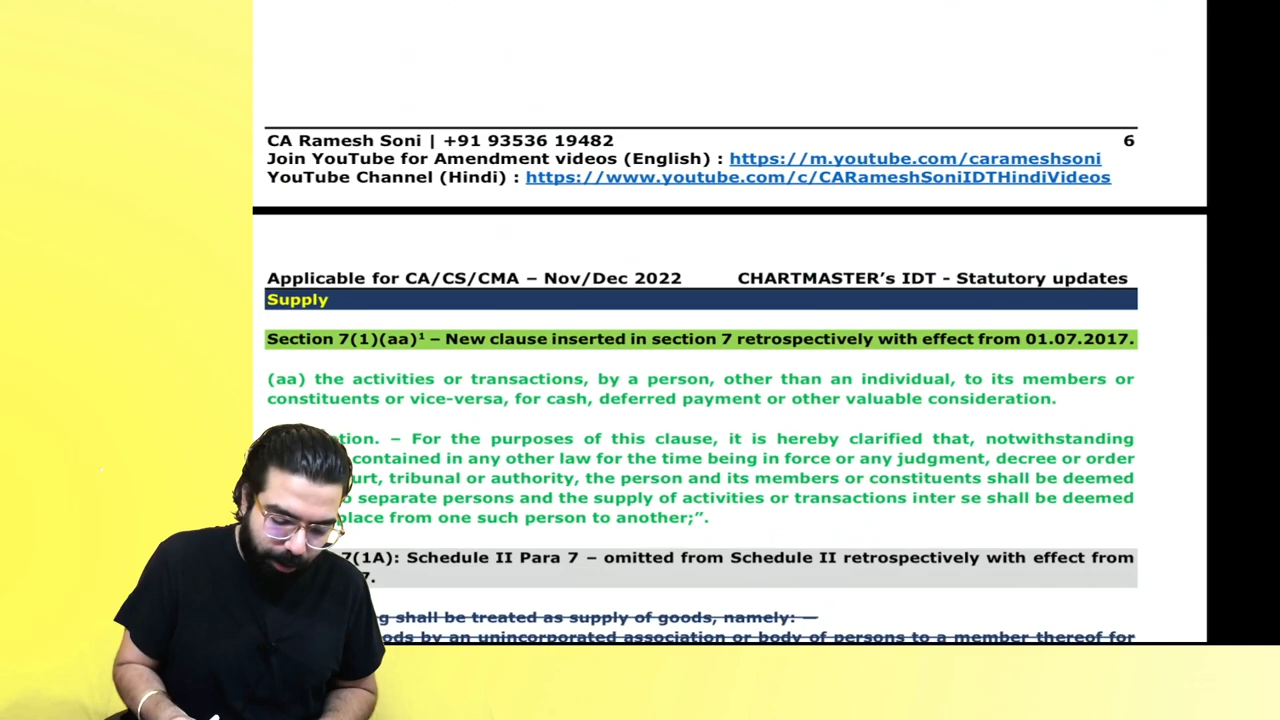 CA Ramesh Soni | +91 93536 19482 6
Join YouTube for Amendment videos (English) : https://m.youtube.com/carameshsoni
YouTube Channel (Hindi) : https://www.youtube.com/c/CARameshSoniIDTHindiVideos
Applicable for CA/CS/CMA – Nov/Dec 2022 CHARTMASTER's IDT - Statutory updates
Supply
Section 7(1)(aa)¹ – New clause inserted in section 7 retrospectively with effect from 01.07.2017.
(aa) the activities or transactions, by a person, other than an individual, to its members or
constituents or vice-versa, for cash, deferred payment or other valuable consideration.
tion. – For the purposes of this clause, it is hereby clarified that, notwithstanding
contained in any other law for the time being in force or any judgment, decree or order
urt, tribunal or authority, the person and its members or constituents shall be deemed
o separate persons and the supply of activities or transactions inter se shall be deemed
place from one such person to another;”.
7(1A): Schedule II Para 7 – omitted from Schedule II retrospectively with effect from
7.
g shall be treated as supply of goods, namely: —
ods by an unincorporated association or body of persons to a member thereof for